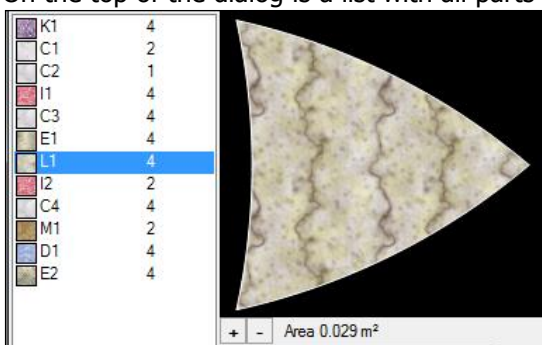 On the top of the dialog is a list with all parts
K1 4
C1 2
C2 1
I1 4
C3 4
E1 4
L1 4
I2 2
C4 4
M1 2
D1 4
E2 4
+ - Area 0.029 m²